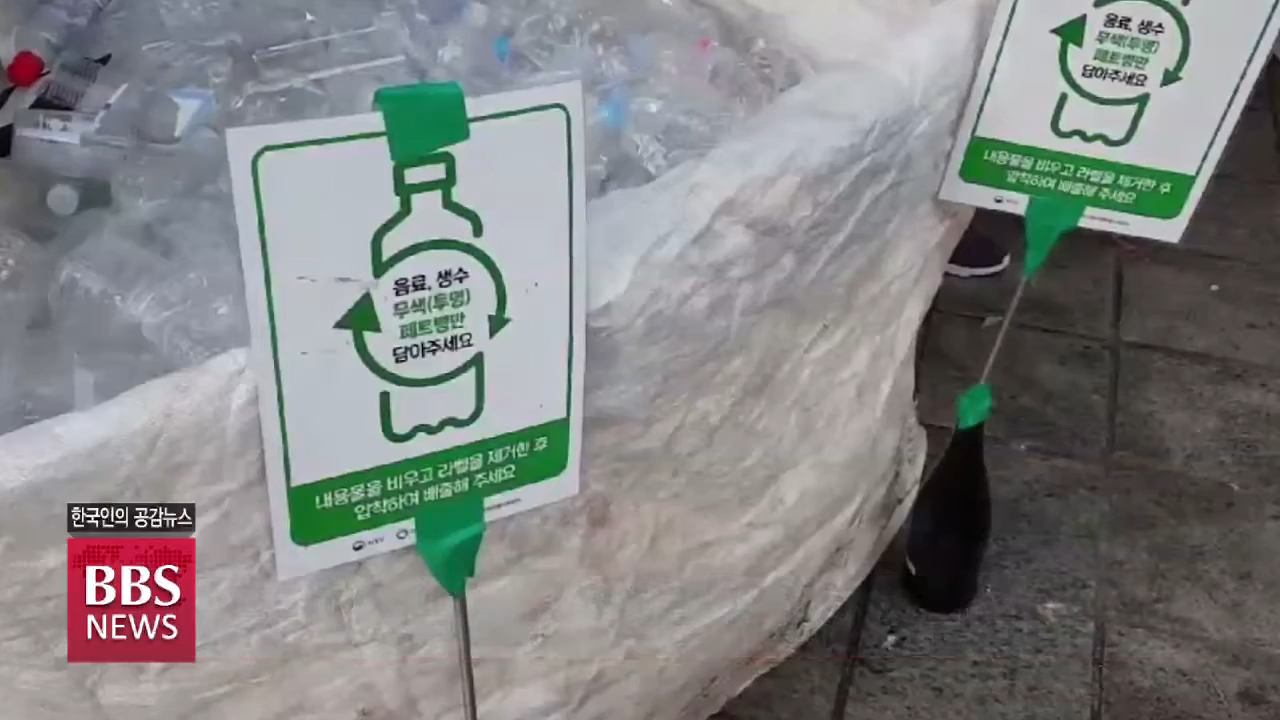 음료, 생수
무색(투명)
페트병만
담아주세요
내용물을 비우고 라벨을 제거한 후
압착하여 배출해 주세요
음료, 생수
무색(투명)
페트병만
담아주세요
내용물을 비우고 라벨을 제거한 후
압착하여 배출해 주세요
한국인의 공감뉴스
BBS
NEWS